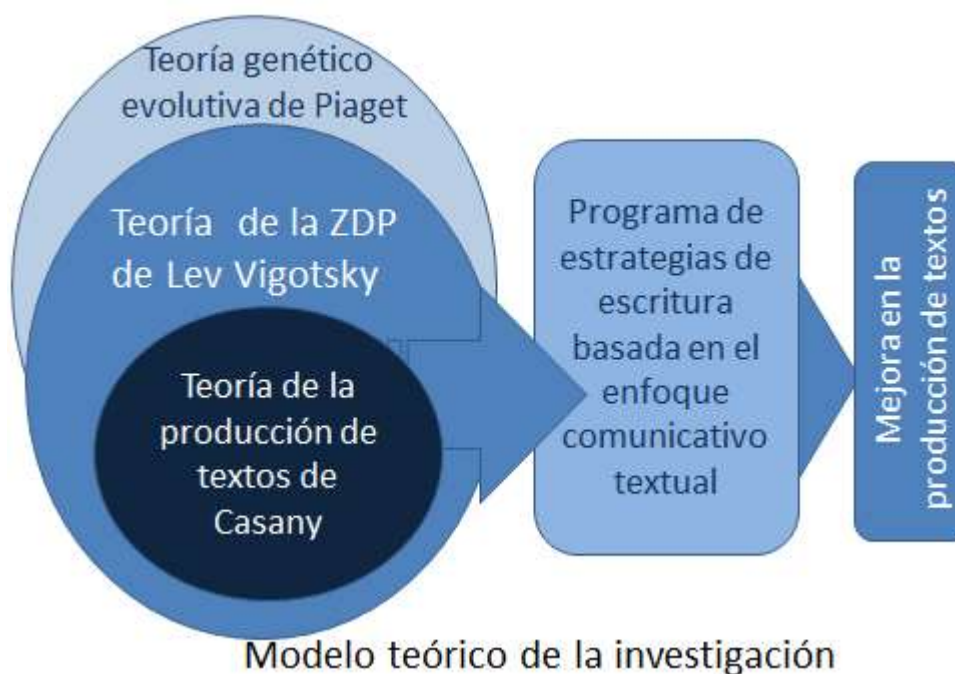 Teoría genético
evolutiva de Piaget
Teoría de la ZDP
de Lev Vigotsky
Teoría de la
producción de
textos de
Casany
Programa de
estrategias de
escritura
basada en el
enfoque
comunicativo
textual
Mejora en la
producción de textos
Modelo teórico de la investigación